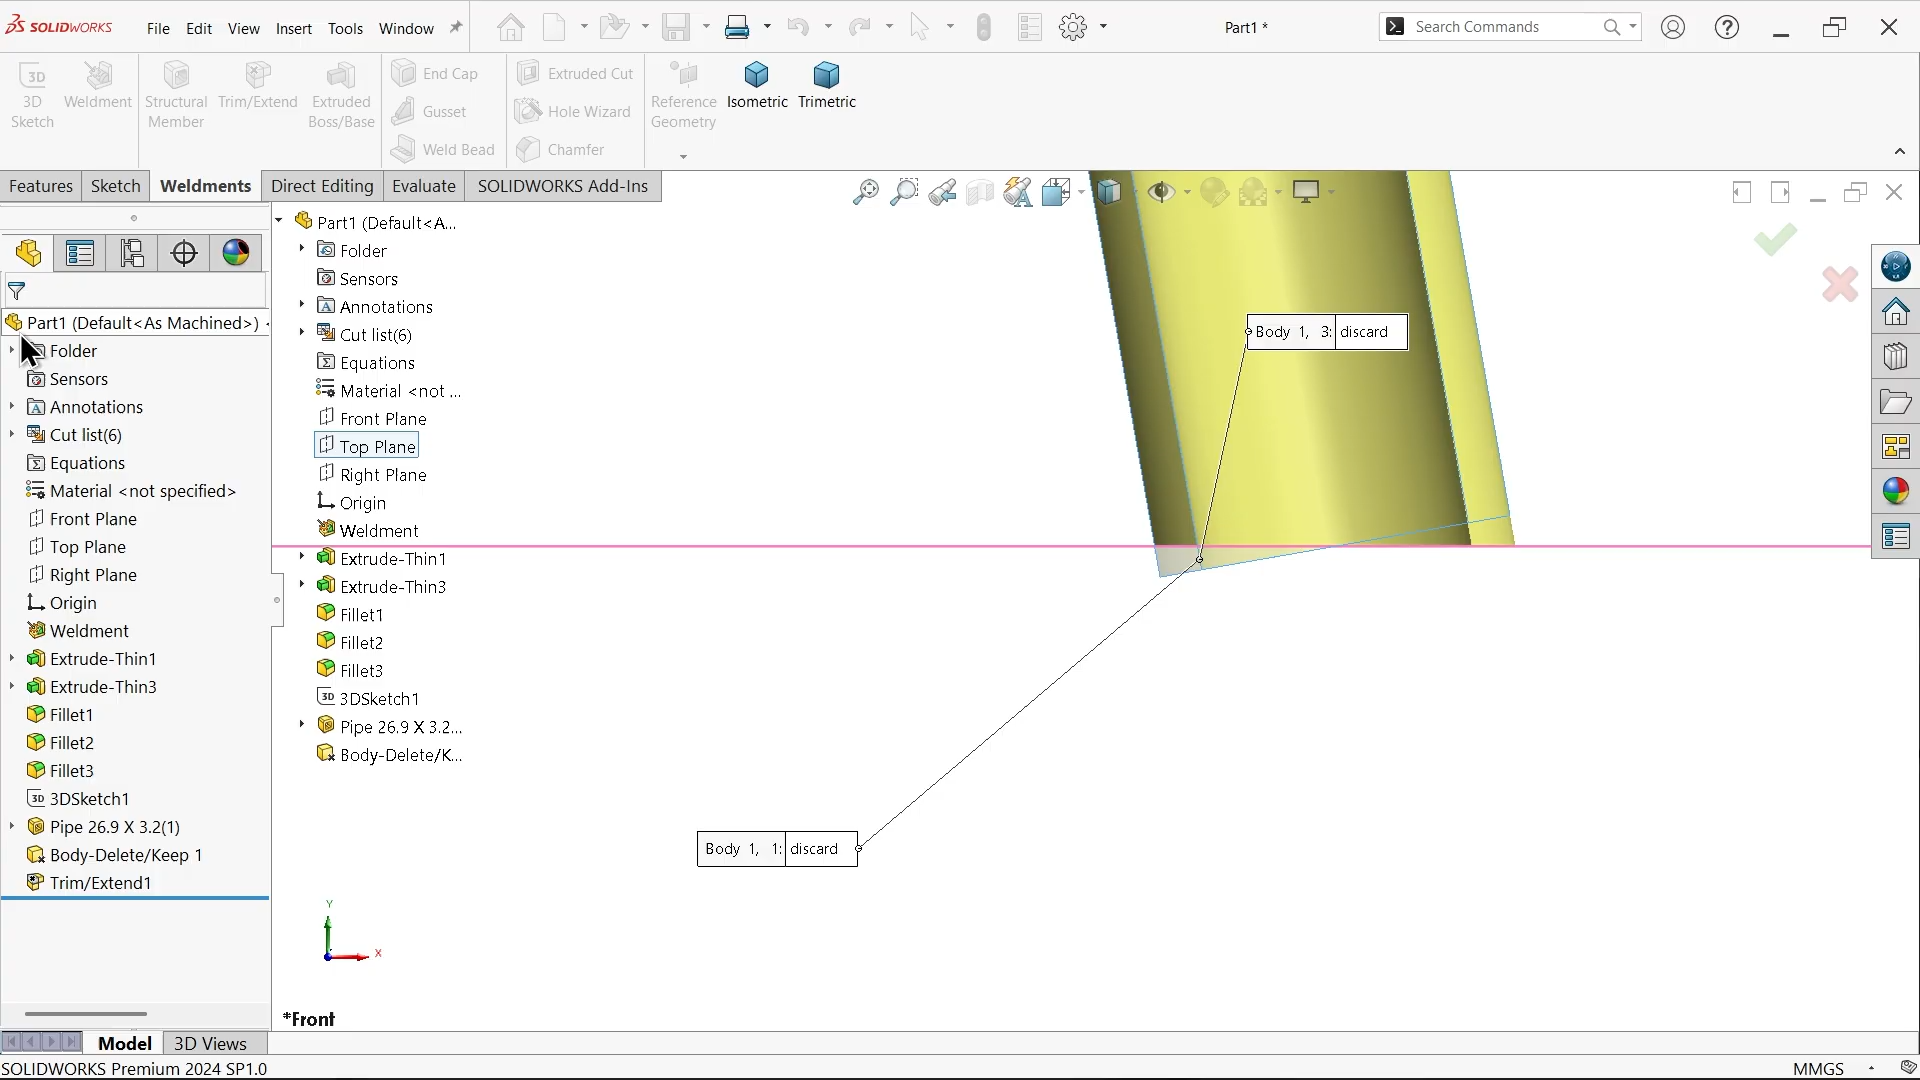 SOLIDWORKS
File Edit View Insert Tools Window
Part1 *
Search Commands
3D Sketch
Weldment
Structural Member
Trim/Extend
Extruded Boss/Base
End Cap
Gusset
Weld Bead
Extruded Cut
Hole Wizard
Chamfer
Reference Geometry
Isometric
Trimetric
Features Sketch Weldments Direct Editing Evaluate SOLIDWORKS Add-Ins
Part1 (Default<As Machined>)
Folder
Sensors
Annotations
Cut list(6)
Equations
Material <not specified>
Front Plane
Top Plane
Right Plane
Origin
Weldment
Extrude-Thin1
Extrude-Thin3
Fillet1
Fillet2
Fillet3
3DSketch1
Pipe 26.9 X 3.2(1)
Body-Delete/Keep 1
Trim/Extend1
Part1 (Default<A...
Folder
Sensors
Annotations
Cut list(6)
Equations
Material <not ...
Front Plane
Top Plane
Right Plane
Origin
Weldment
Extrude-Thin1
Extrude-Thin3
Fillet1
Fillet2
Fillet3
3DSketch1
Pipe 26.9 X 3.2...
Body-Delete/K...
Body 1, 3: discard
Body 1, 1: discard
Y
X
*Front
Model 3D Views
SOLIDWORKS Premium 2024 SP1.0
MMGS